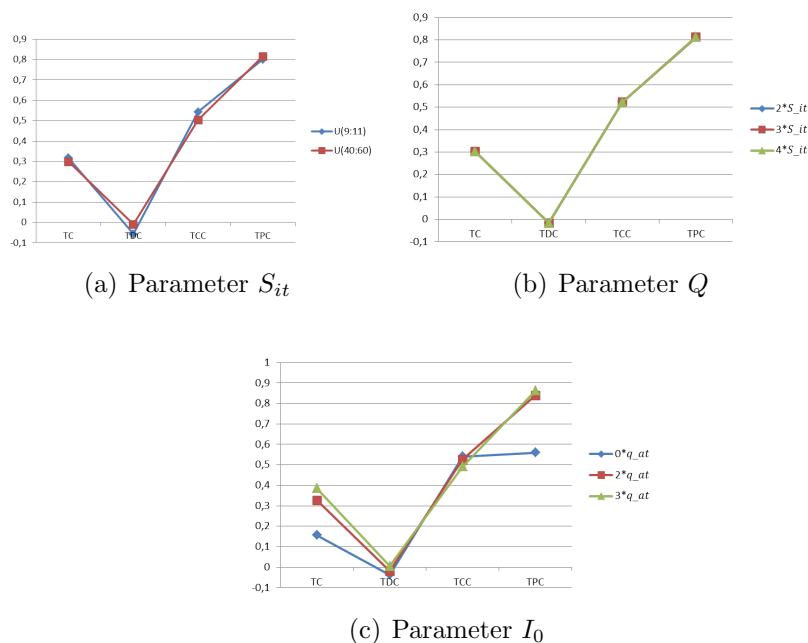 0,9
0,8
0,7
0,6
0,5
0,4
0,3
0,2
0,1
0
-0,1
TC TDC TCC TPC
U(9:11)
U(40:60)
(a) Parameter S_{it}
0,9
0,8
0,7
0,6
0,5
0,4
0,3
0,2
0,1
0
-0,1
TC TDC TCC TPC
2*S_it
3*S_it
4*S_it
(b) Parameter Q
1
0,9
0,8
0,7
0,6
0,5
0,4
0,3
0,2
0,1
0
-0,1
TC TDC TCC TPC
0*q_at
2*q_at
3*q_at
(c) Parameter I_0